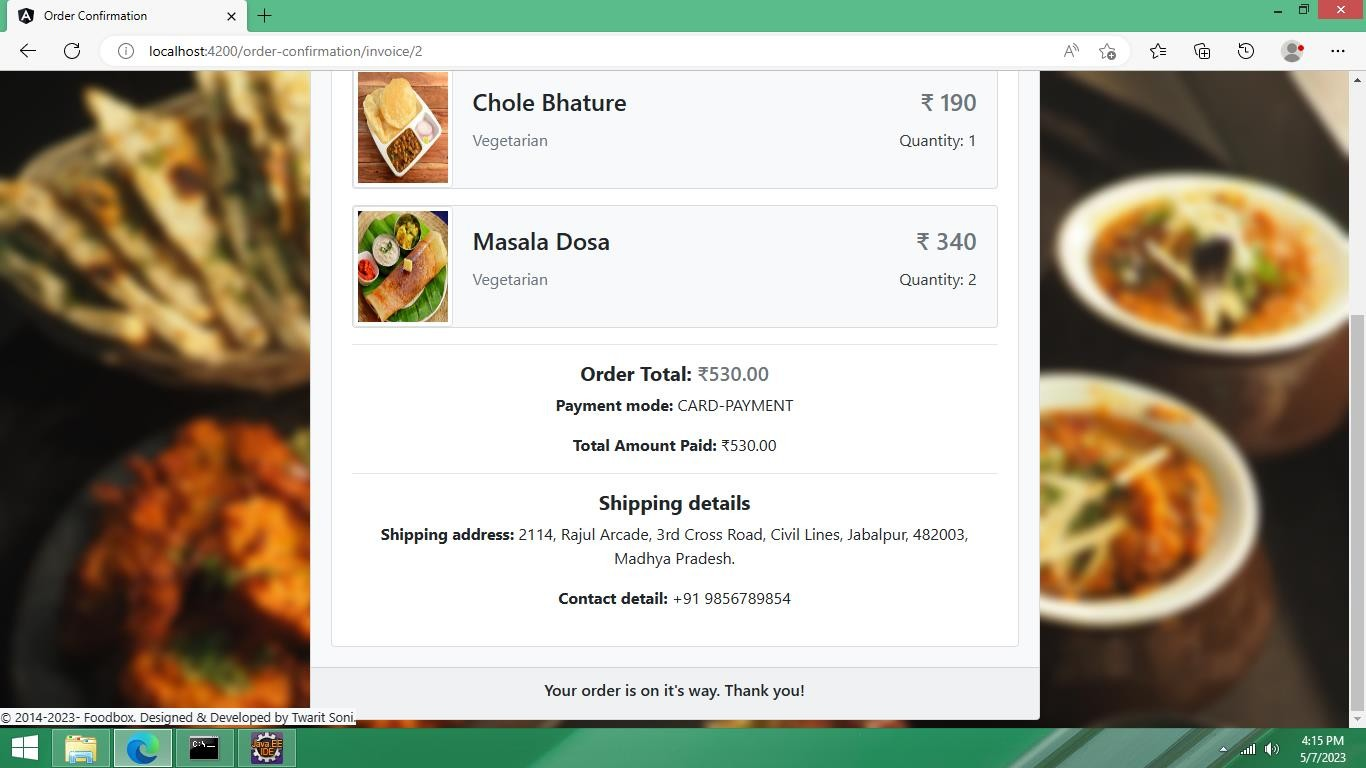 Order Confirmation
localhost:4200/order-confirmation/invoice/2
Chole Bhature
₹ 190
Vegetarian
Quantity: 1
Masala Dosa
₹ 340
Vegetarian
Quantity: 2
Order Total: ₹530.00
Payment mode: CARD-PAYMENT
Total Amount Paid: ₹530.00
Shipping details
Shipping address: 2114, Rajul Arcade, 3rd Cross Road, Civil Lines, Jabalpur, 482003,
Madhya Pradesh.
Contact detail: +91 9856789854
Your order is on it's way. Thank you!
© 2014-2023- Foodbox. Designed & Developed by Twarit Soni.
C:\.
Java EE
IDE
4:15 PM
5/7/2023